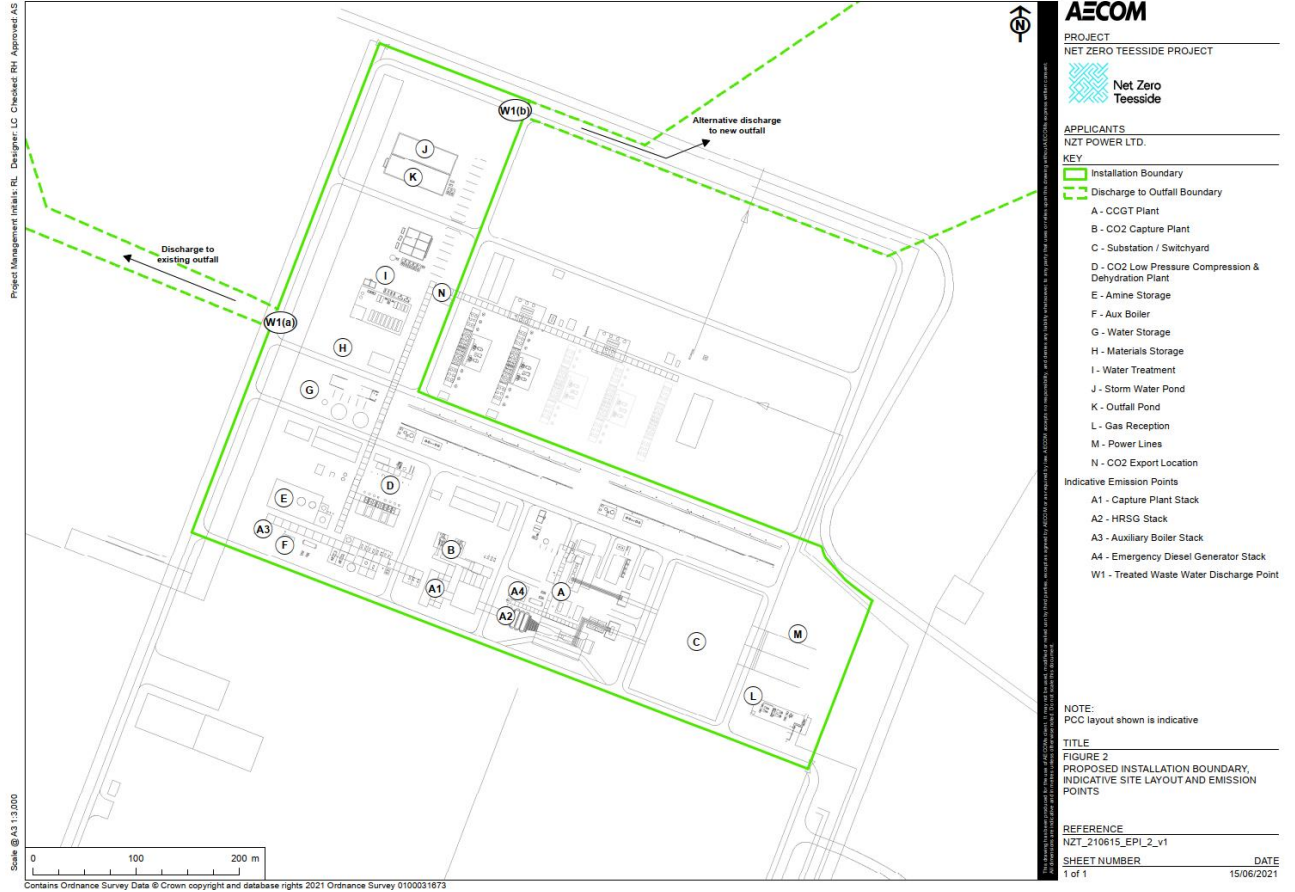 Project Management Initials: RL Designer: LC Checked: RH Approved: AS
Scale @ A3 1:3,000
N
W1(b)
Alternative discharge
to new outfall
J
K
Discharge to
existing outfall
I
N
W1(a)
H
G
D
E
A3
F
B
A1
A4
A
A2
C
M
L
0 100 200 m
Contains Ordnance Survey Data © Crown copyright and database rights 2021 Ordnance Survey 0100031673
AECOM
PROJECT
NET ZERO TEESSIDE PROJECT
Net Zero
Teesside
APPLICANTS
NZT POWER LTD.
KEY
Installation Boundary
Discharge to Outfall Boundary
A - CCGT Plant
B - CO2 Capture Plant
C - Substation / Switchyard
D - CO2 Low Pressure Compression &
Dehydration Plant
E - Amine Storage
F - Aux Boiler
G - Water Storage
H - Materials Storage
I - Water Treatment
J - Storm Water Pond
K - Outfall Pond
L - Gas Reception
M - Power Lines
N - CO2 Export Location
Indicative Emission Points
A1 - Capture Plant Stack
A2 - HRSG Stack
A3 - Auxiliary Boiler Stack
A4 - Emergency Diesel Generator Stack
W1 - Treated Waste Water Discharge Point
NOTE:
PCC layout shown is indicative
TITLE
FIGURE 2
PROPOSED INSTALLATION BOUNDARY,
INDICATIVE SITE LAYOUT AND EMISSION
POINTS
REFERENCE
NZT_210615_EPI_2_v1
SHEET NUMBER DATE
1 of 1 15/06/2021